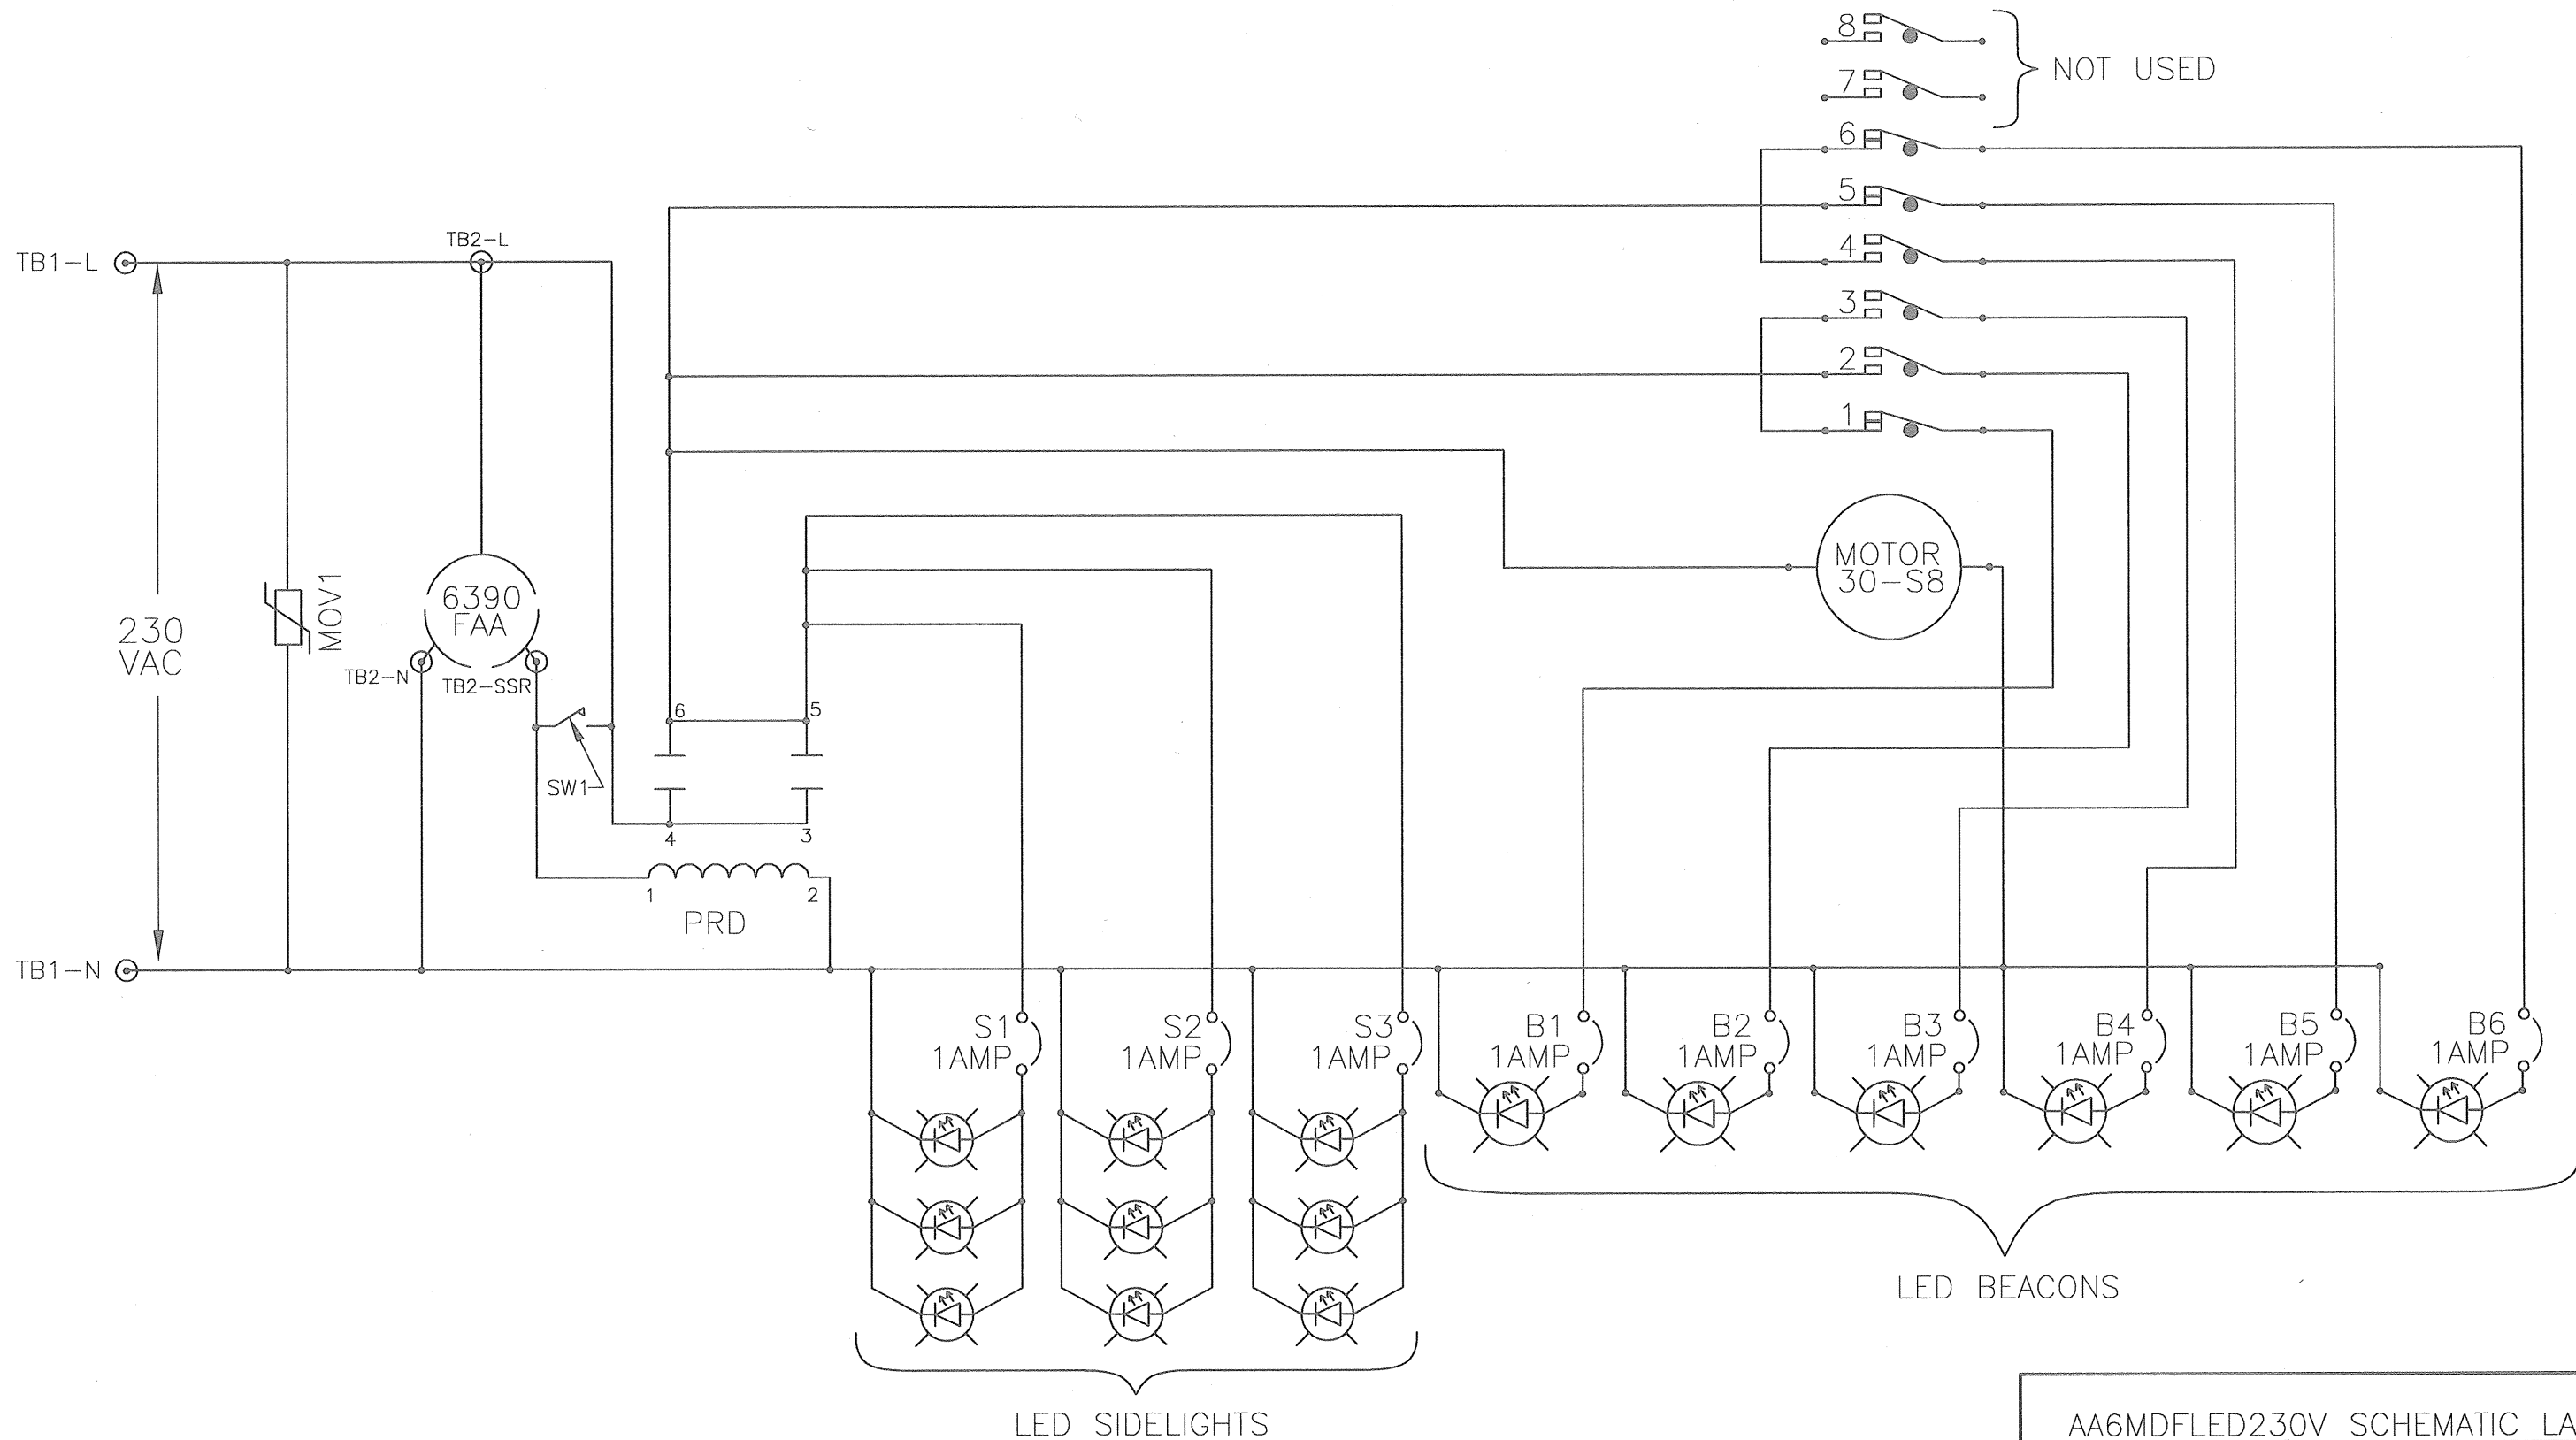 8
7
NOT USED
6
5
4
3
2
1
TB1-L
TB2-L
230
VAC
MOV1
6390
FAA
TB2-N
TB2-SSR
SW1
6
5
4
3
1
2
PRD
MOTOR
30-S8
TB1-N
S1
1AMP
S2
1AMP
S3
1AMP
B1
1AMP
B2
1AMP
B3
1AMP
B4
1AMP
B5
1AMP
B6
1AMP
LED BEACONS
LED SIDELIGHTS
AA6MDFLED230V SCHEMATIC LA